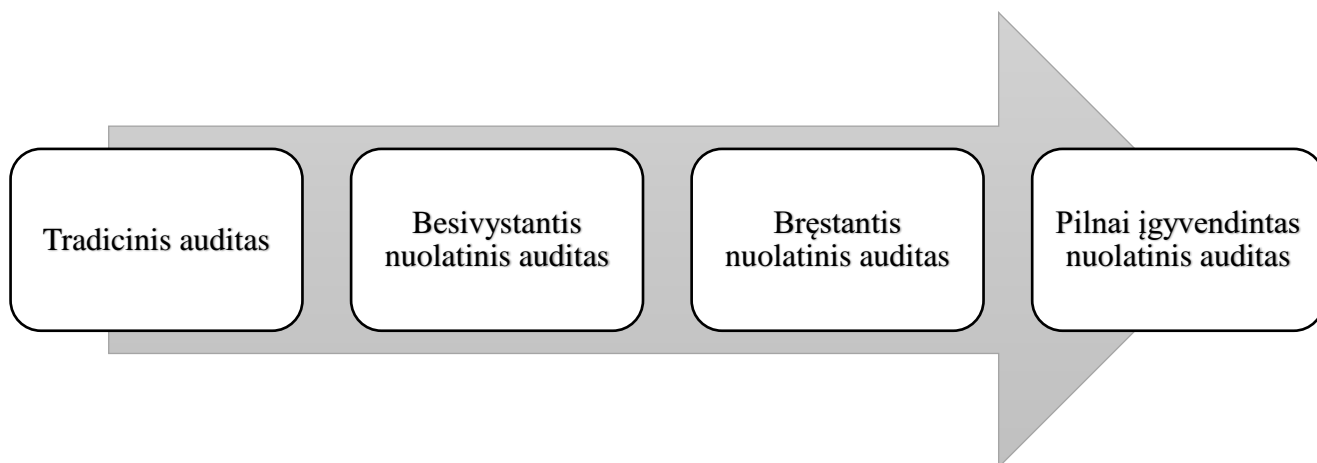 Tradicinis auditas
Besivystantis
nuolatinis auditas
Bręstantis
nuolatinis auditas
Pilnai įgyvendintas
nuolatinis auditas